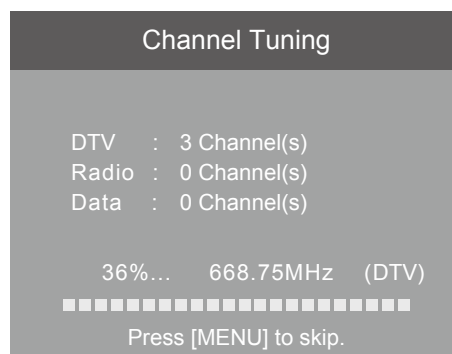 Channel Tuning
DTV : 3 Channel(s)
Radio : 0 Channel(s)
Data : 0 Channel(s)
36%... 668.75MHz (DTV)
Press [MENU] to skip.